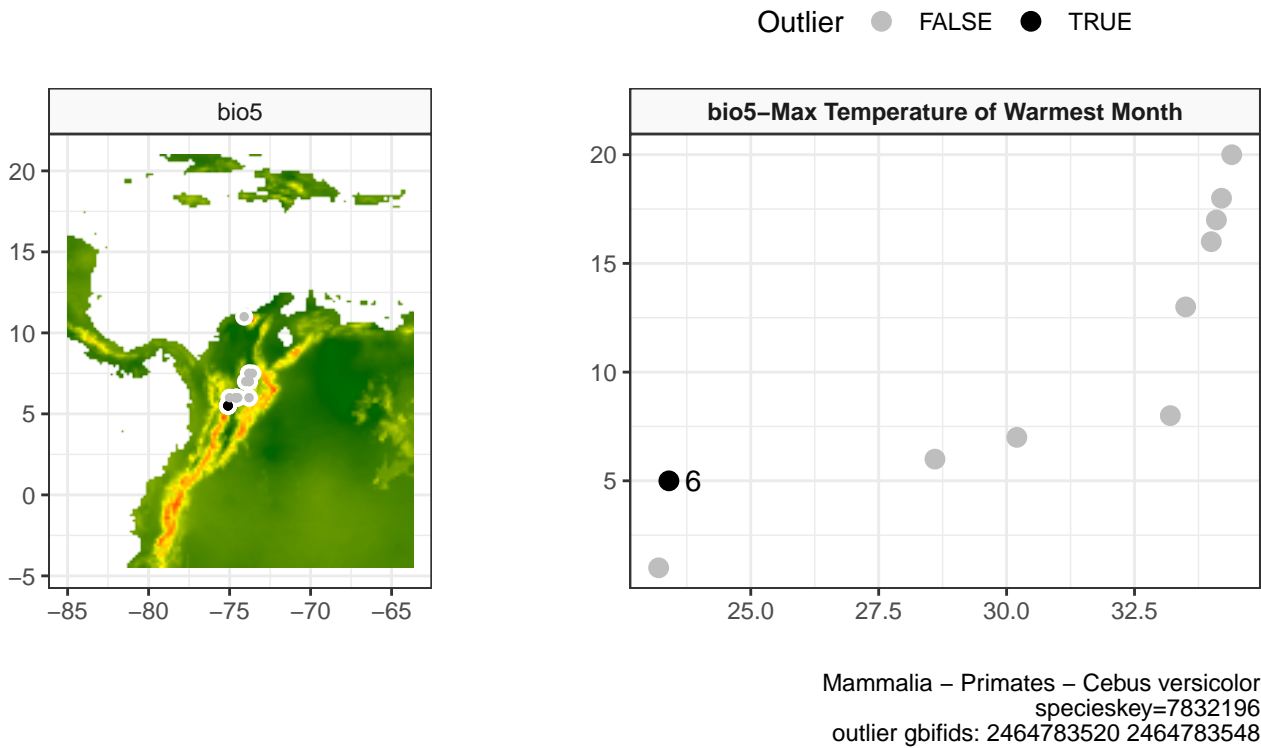 Outlier FALSE TRUE
bio5
20
15
10
5
0
−5
−85 −80 −75 −70 −65
bio5−Max Temperature of Warmest Month
20
15
10
5
6
25.0 27.5 30.0 32.5
Mammalia − Primates − Cebus versicolor
specieskey=7832196
outlier gbifids: 2464783520 2464783548